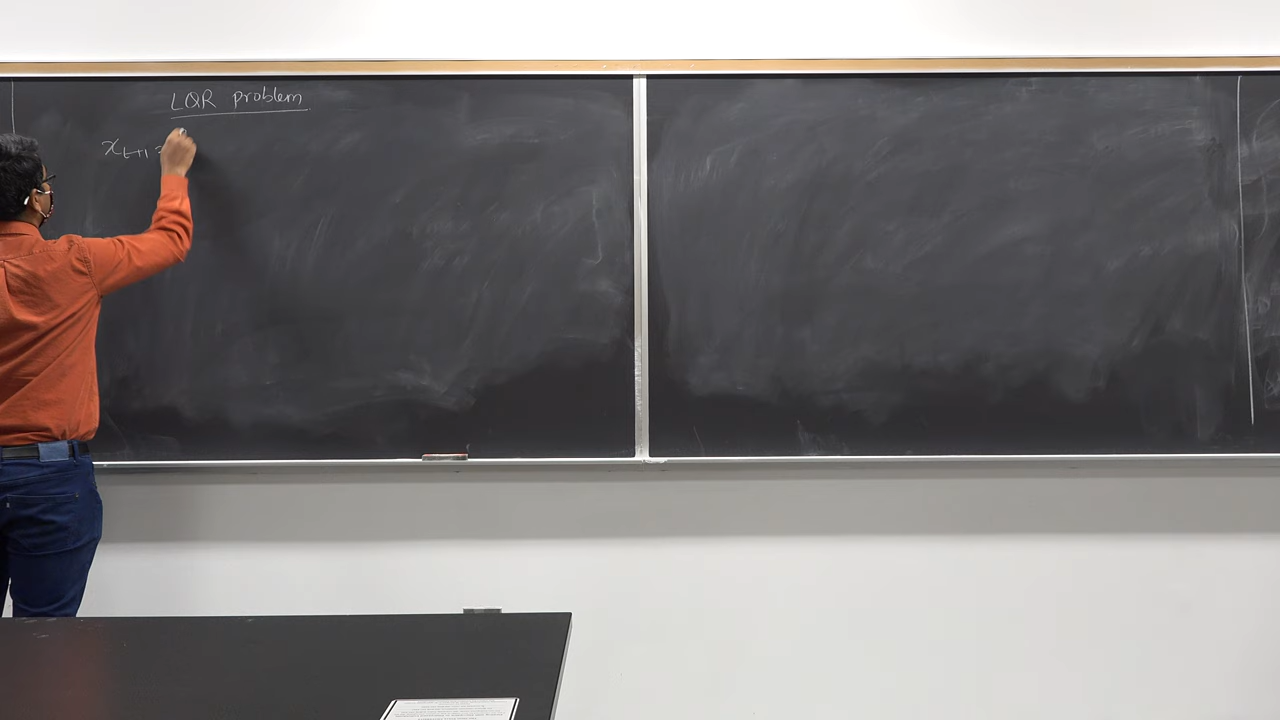 LQR problem
x_{t+1} =